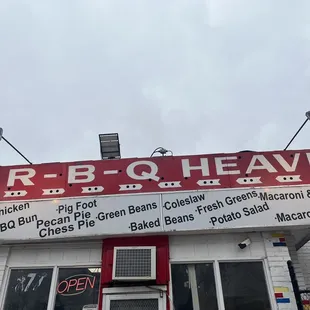 R-B-Q HEAV
hicken
BQ Bun
·Pig Foot
Pecan Pie
Chess Pie
·Green Beans
·Baked
Beans
Coleslaw
·Fresh Greens
·Potato Salad
Macaroni &
·Macaro
OPEN